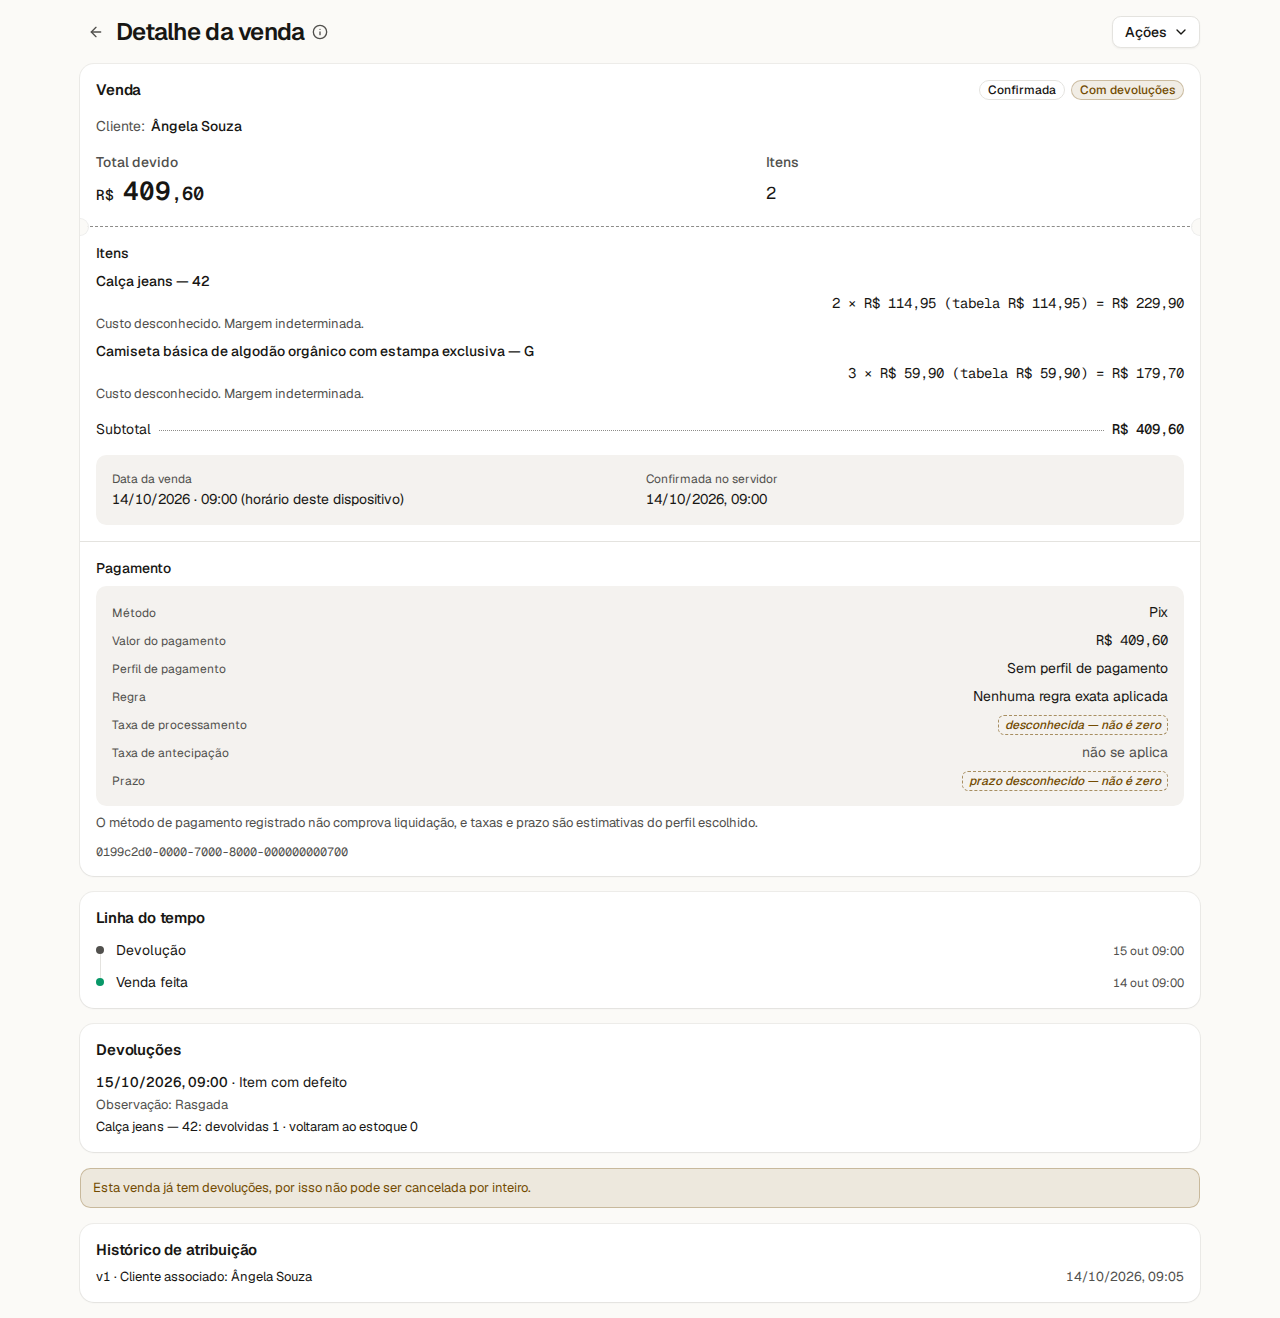 Detalhe da venda
Ações
Venda
Confirmada
Com devoluções
Cliente: Ângela Souza
Total devido
Itens
R$ 409,60
2
Itens
Calça jeans — 42
2 × R$ 114,95 (tabela R$ 114,95) = R$ 229,90
Custo desconhecido. Margem indeterminada.
Camiseta básica de algodão orgânico com estampa exclusiva — G
3 × R$ 59,90 (tabela R$ 59,90) = R$ 179,70
Custo desconhecido. Margem indeterminada.
Subtotal R$ 409,60
Data da venda
Confirmada no servidor
14/10/2026 · 09:00 (horário deste dispositivo)
14/10/2026, 09:00
Pagamento
Método Pix
Valor do pagamento R$ 409,60
Perfil de pagamento Sem perfil de pagamento
Regra Nenhuma regra exata aplicada
Taxa de processamento desconhecida — não é zero
Taxa de antecipação não se aplica
Prazo prazo desconhecido — não é zero
O método de pagamento registrado não comprova liquidação, e taxas e prazo são estimativas do perfil escolhido.
0199c2d0-0000-7000-8000-000000000700
Linha do tempo
Devolução 15 out 09:00
Venda feita 14 out 09:00
Devoluções
15/10/2026, 09:00 · Item com defeito
Observação: Rasgada
Calça jeans — 42: devolvidas 1 · voltaram ao estoque 0
Esta venda já tem devoluções, por isso não pode ser cancelada por inteiro.
Histórico de atribuição
v1 · Cliente associado: Ângela Souza 14/10/2026, 09:05